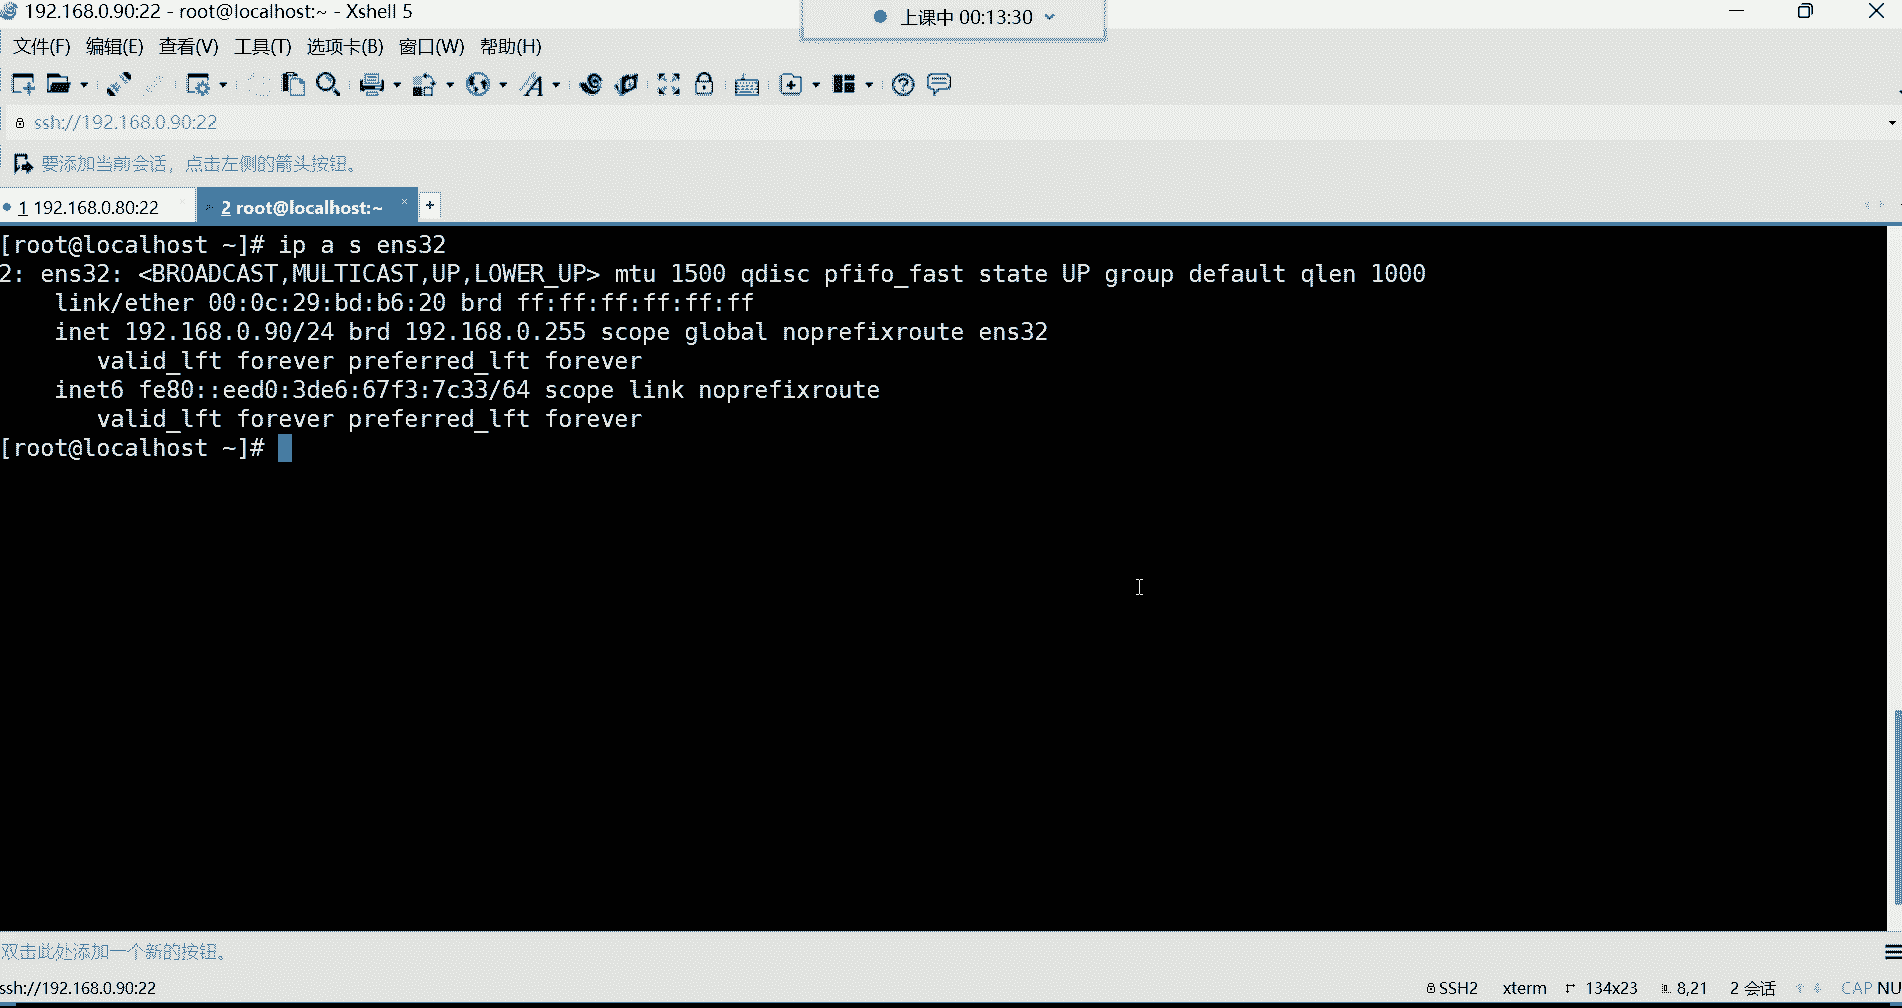 192.168.0.90:22 - root@localhost:~ - Xshell 5
上课中 00:13:30
文件(F) 编辑(E) 查看(V) 工具(T) 选项卡(B) 窗口(W) 帮助(H)
ssh://192.168.0.90:22
要添加当前会话，点击左侧的箭头按钮。
1 192.168.0.80:22 2 root@localhost:~ +
[root@localhost ~]# ip a s ens32
2: ens32: <BROADCAST,MULTICAST,UP,LOWER_UP> mtu 1500 qdisc pfifo_fast state UP group default qlen 1000
link/ether 00:0c:29:bd:b6:20 brd ff:ff:ff:ff:ff:ff
inet 192.168.0.90/24 brd 192.168.0.255 scope global noprefixroute ens32
valid_lft forever preferred_lft forever
inet6 fe80::eed0:3de6:67f3:7c33/64 scope link noprefixroute
valid_lft forever preferred_lft forever
[root@localhost ~]#
双击此处添加一个新的按钮。
ssh://192.168.0.90:22 SSH2 xterm 134x23 8,21 2 会话 CAP NU